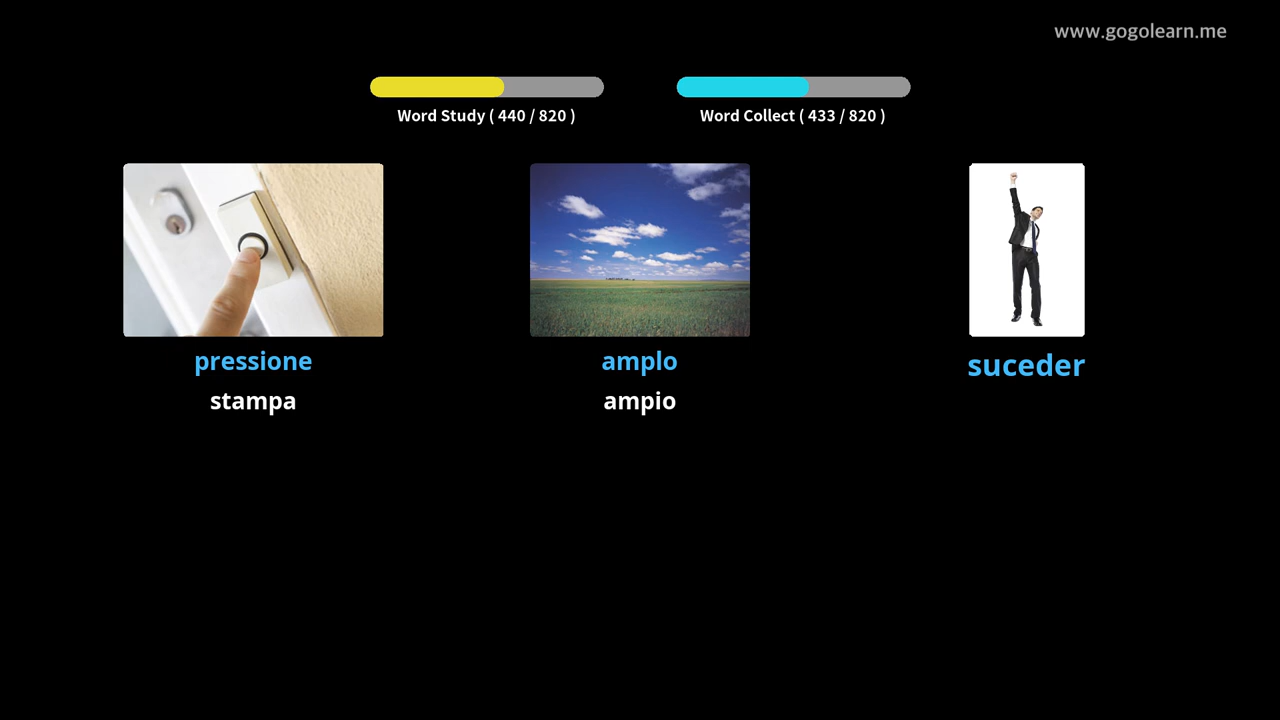 www.gogolearn.me
Word Study ( 440 / 820 )
Word Collect ( 433 / 820 )
pressione
stampa
amplo
ampio
suceder